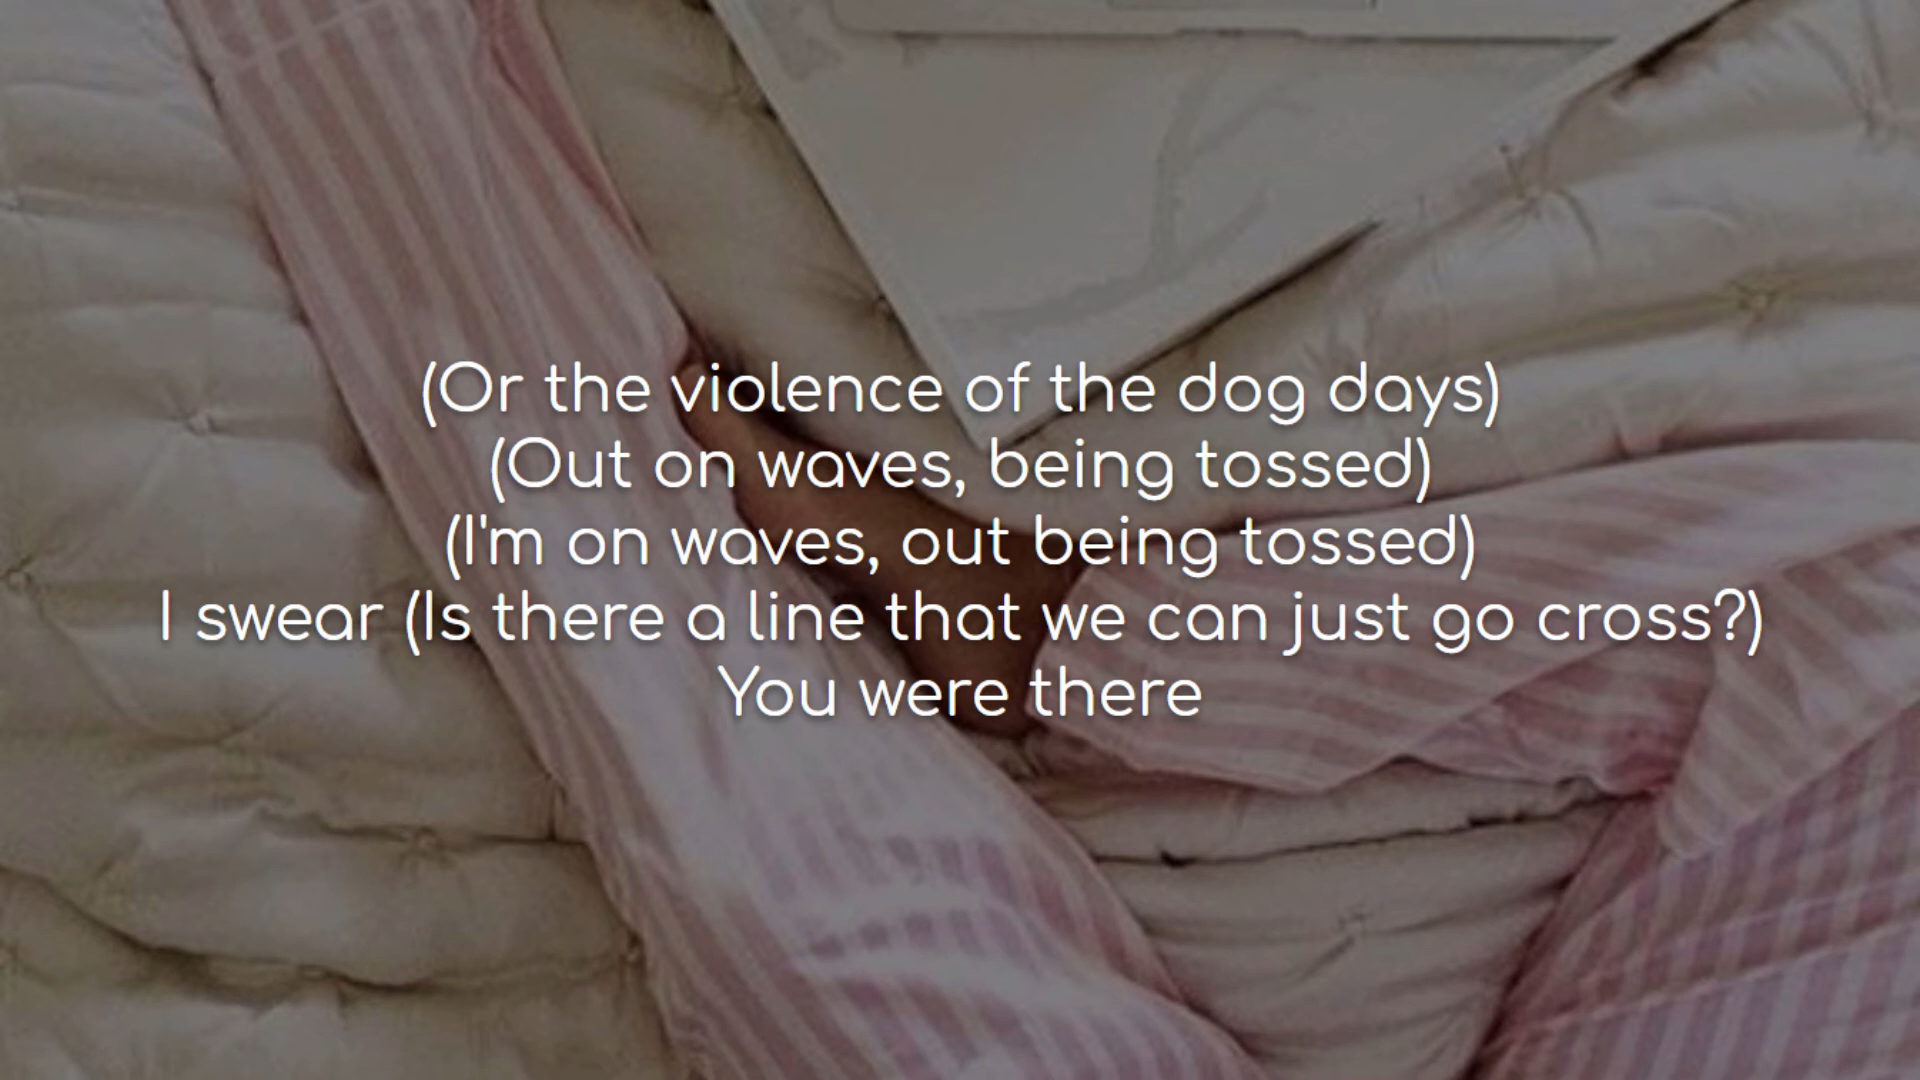 (Or the violence of the dog days)
(Out on waves, being tossed)
(I'm on waves, out being tossed)
I swear (Is there a line that we can just go cross?)
You were there